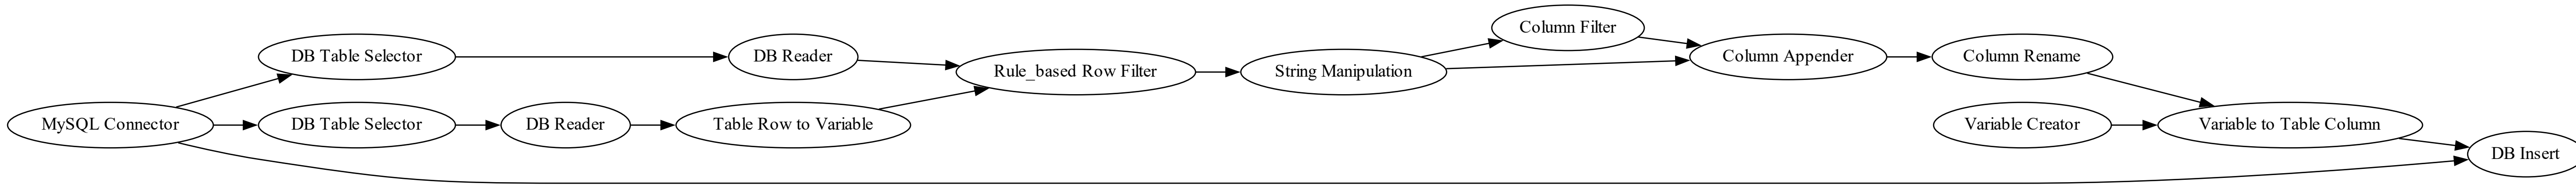 Column Filter
DB Table Selector
DB Reader
Column Appender
Column Rename
Rule_based Row Filter
String Manipulation
MySQL Connector
DB Table Selector
DB Reader
Table Row to Variable
Variable Creator
Variable to Table Column
DB Insert